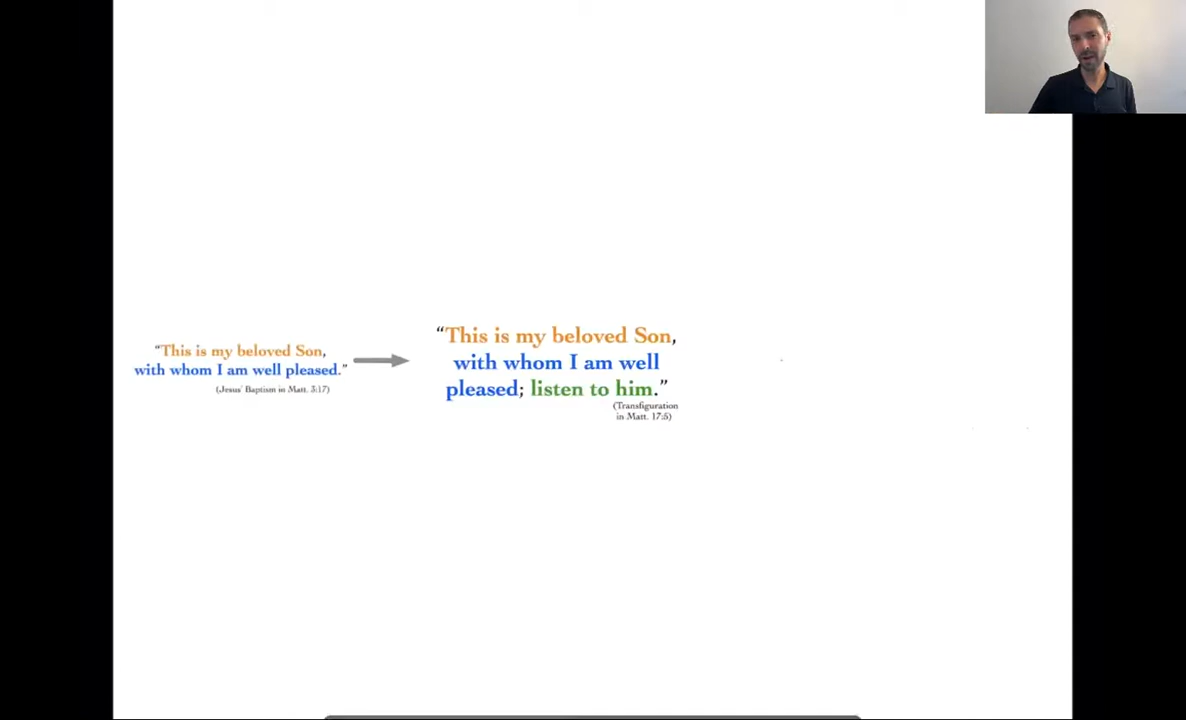 "This is my beloved Son,
with whom I am well pleased."
(Jesus' Baptism in Matt. 3:17)
"This is my beloved Son,
with whom I am well
pleased; listen to him."
(Transfiguration
in Matt. 17:5)